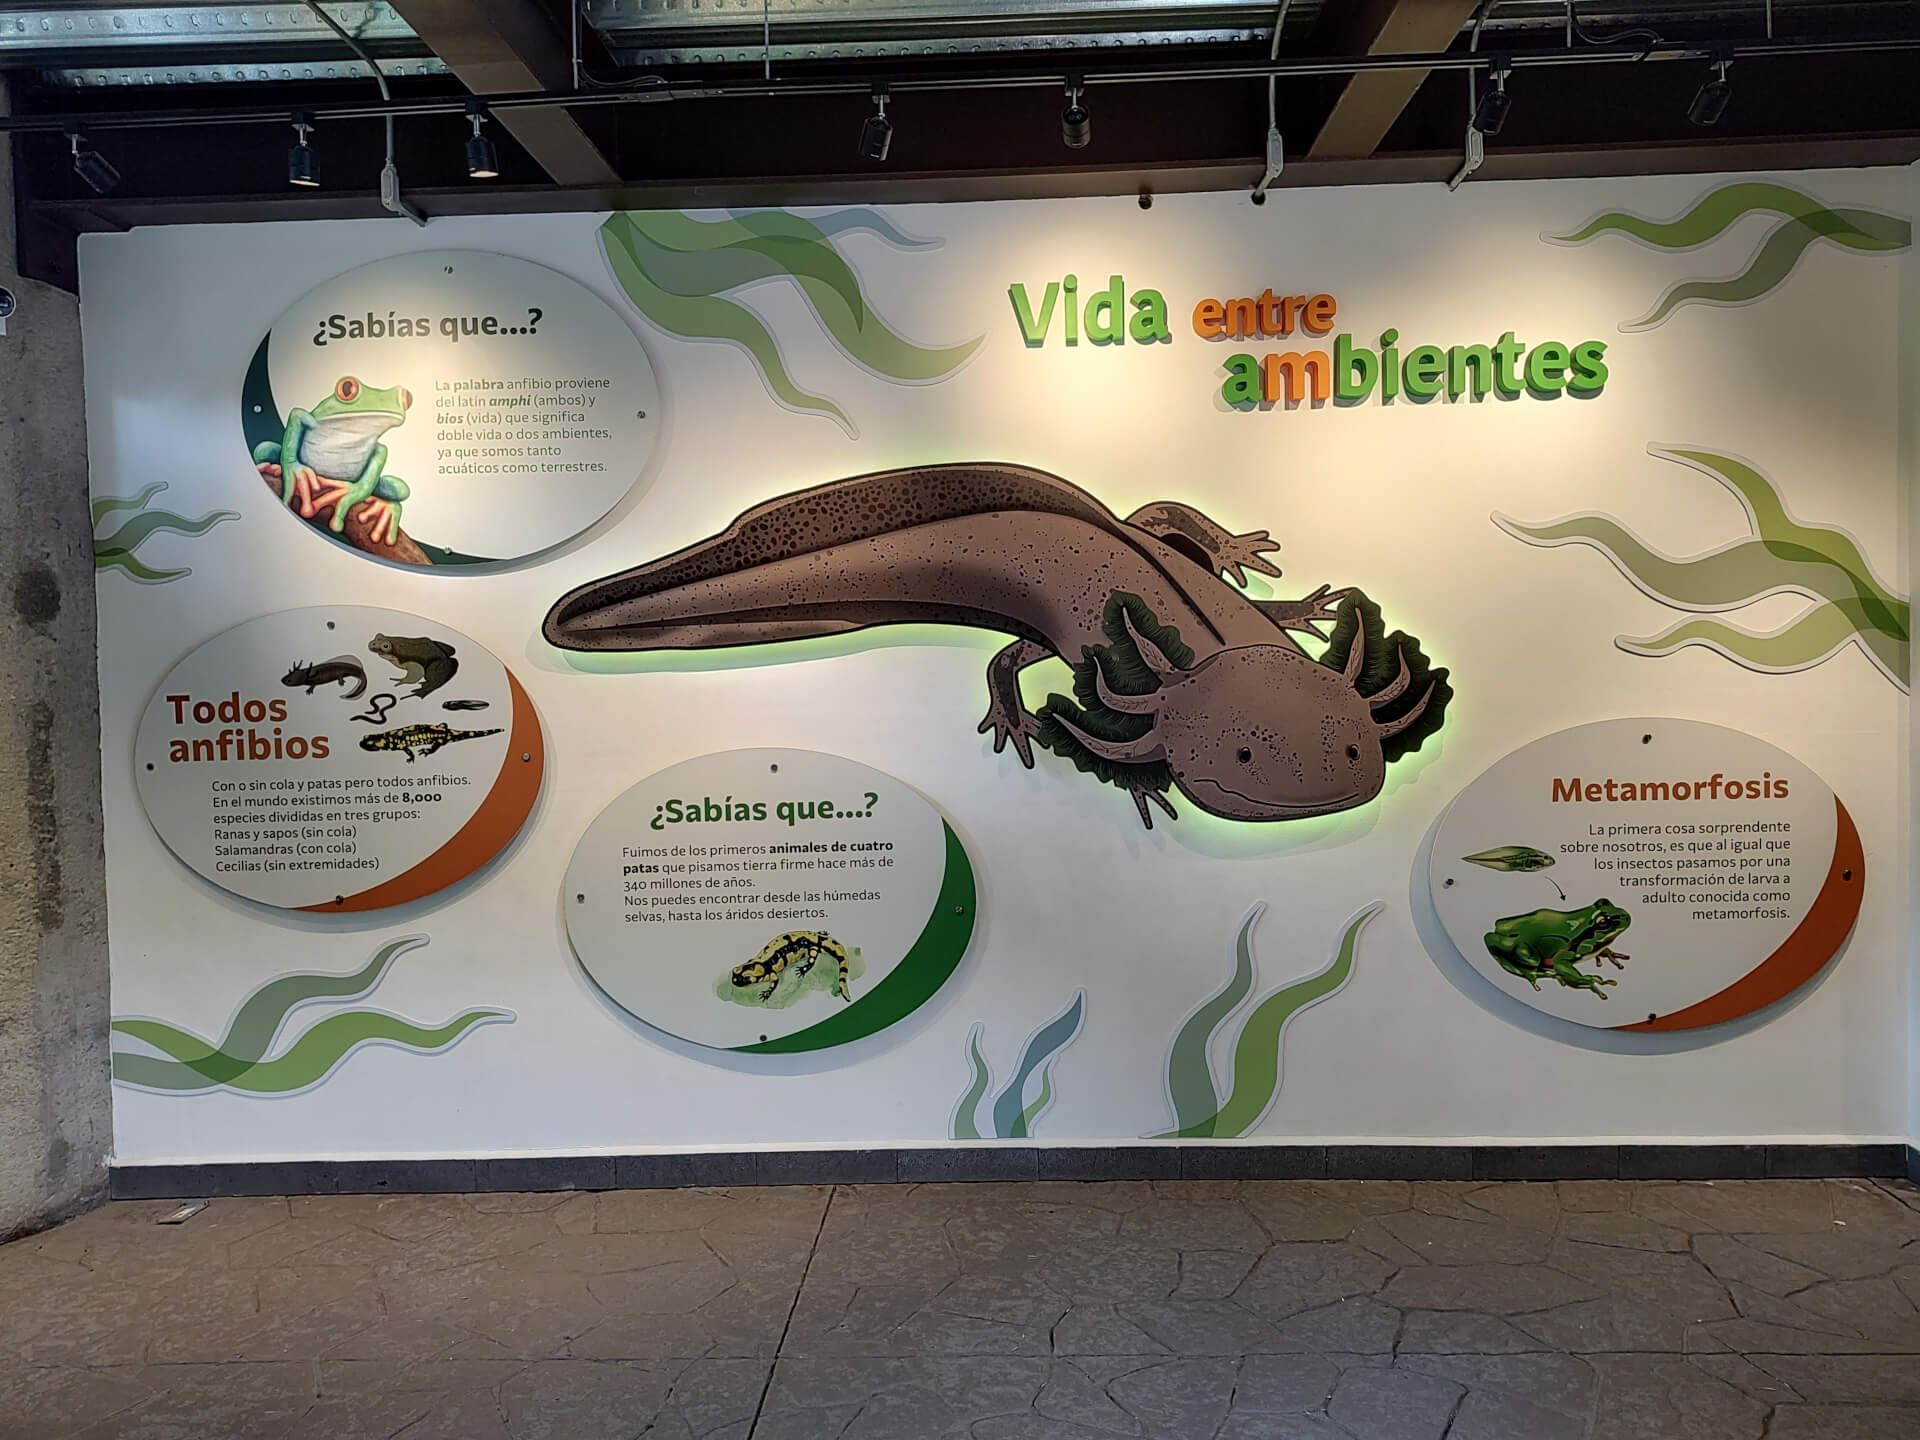 Vida entre
ambientes
¿Sabías que...?
La palabra anfibio proviene
del latín amphi (ambos) y
bios (vida) que significa
doble vida o dos ambientes,
ya que somos tanto
acuáticos como terrestres.
Todos
anfibios
Con o sin cola y patas pero todos anfibios.
En el mundo existimos más de 8,000
especies divididas en tres grupos:
Ranas y sapos (sin cola)
Salamandras (con cola)
Cecilias (sin extremidades)
¿Sabías que...?
Fuimos de los primeros animales de cuatro
patas que pisamos tierra firme hace más de
340 millones de años.
Nos puedes encontrar desde las húmedas
selvas, hasta los áridos desiertos.
Metamorfosis
La primera cosa sorprendente
sobre nosotros, es que al igual que
los insectos pasamos por una
transformación de larva a
adulto conocida como
metamorfosis.